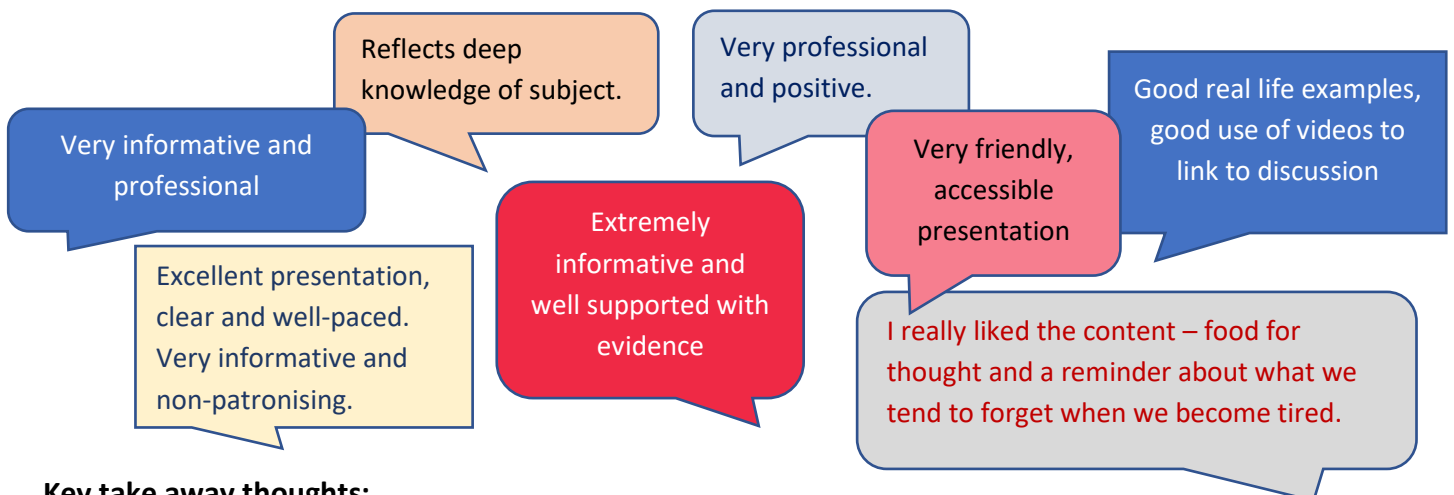 Reflects deep
knowledge of subject.
Very professional
and positive.
Good real life examples,
good use of videos to
link to discussion
Very informative and
professional
Very friendly,
accessible
presentation
Extremely
informative and
well supported with
evidence
Excellent presentation,
clear and well-paced.
Very informative and
non-patronising.
I really liked the content – food for
thought and a reminder about what we
tend to forget when we become tired.
Key take away thoughts: